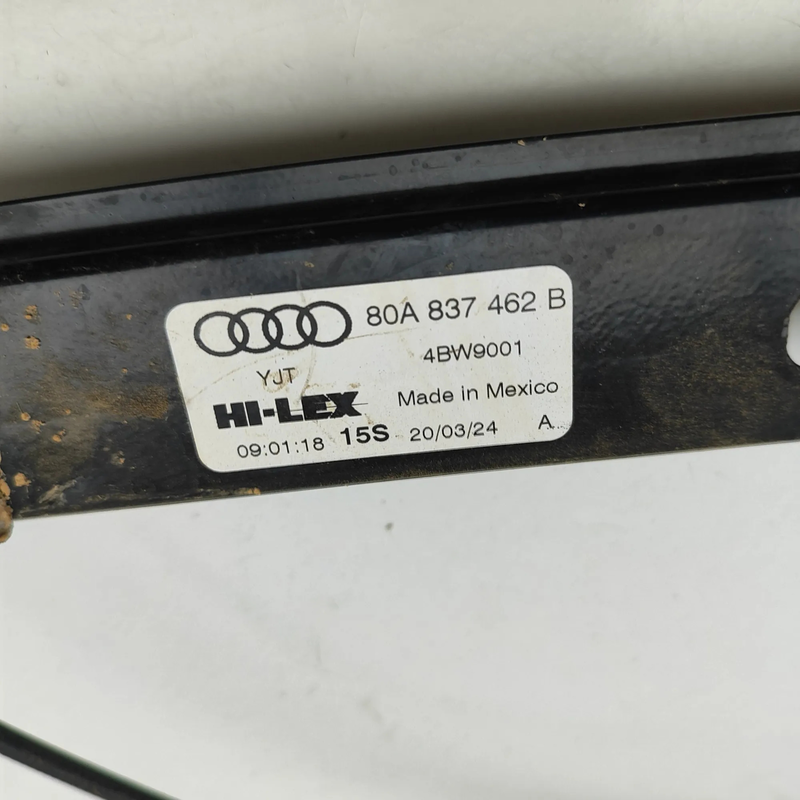 80A 837 462 B
4BW9001
YJT
HI-LEX Made in Mexico
09:01:18 15S 20/03/24 A